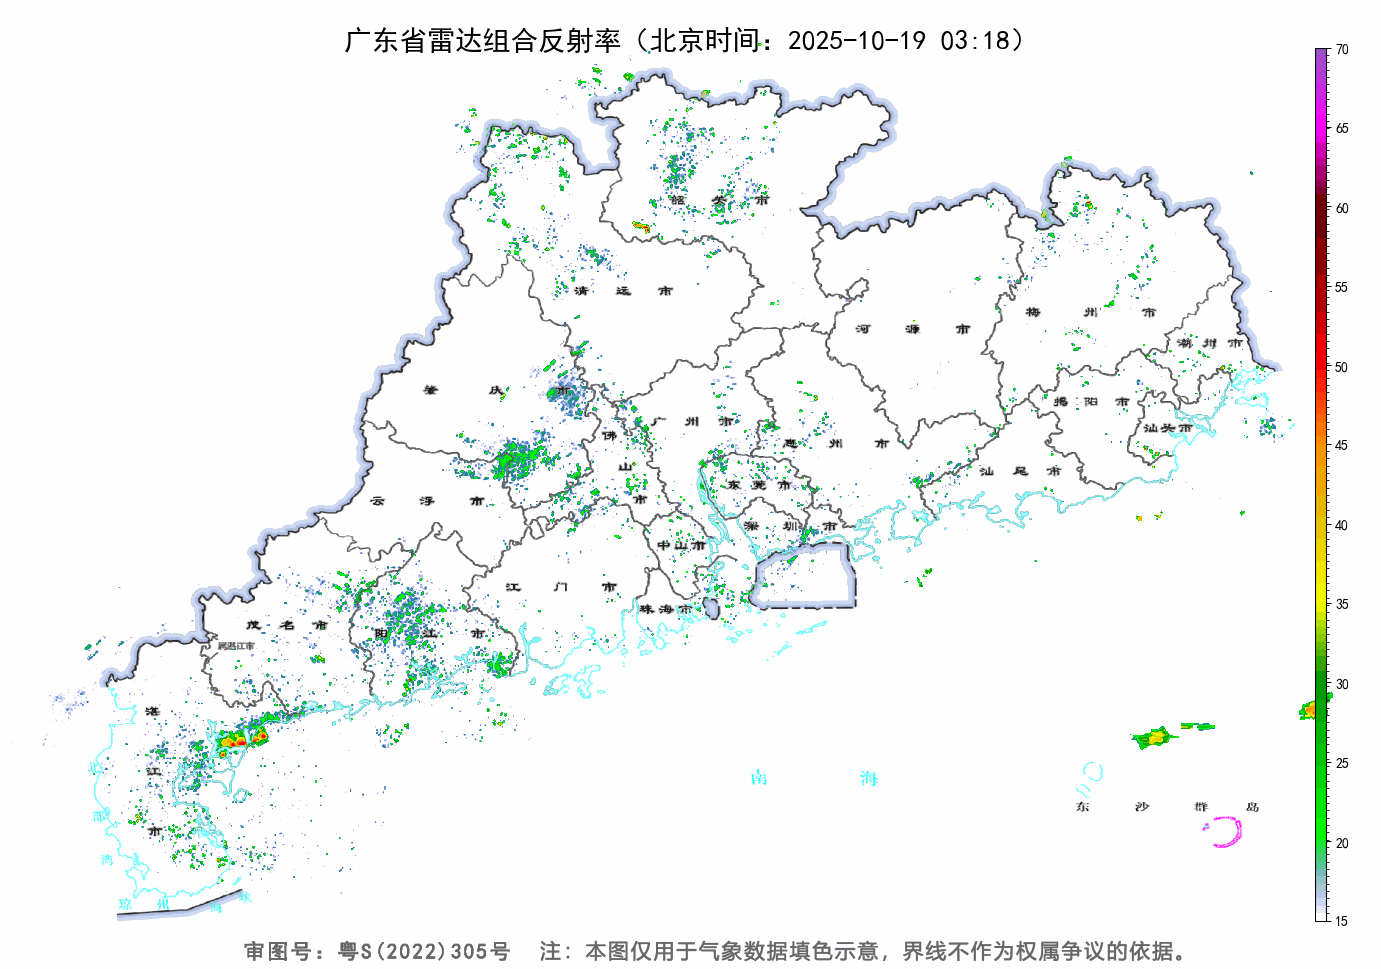 广东省雷达组合反射率（北京时间：2025-10-19 03:18）
70
65
60
55
50
45
40
35
30
25
20
15
韶关市
清远市
河源市
梅州市
潮州市
肇庆市
广州市
揭阳市
汕头市
佛山市
惠州市
汕尾市
云浮市
东莞市
深圳市
中山市
江门市
珠海市
茂名市
阳江市
属湛江市
湛江市
南海
东沙群岛
北部湾
琼州海峡
审图号：粤S(2022)305号 注：本图仅用于气象数据填色示意，界线不作为权属争议的依据。